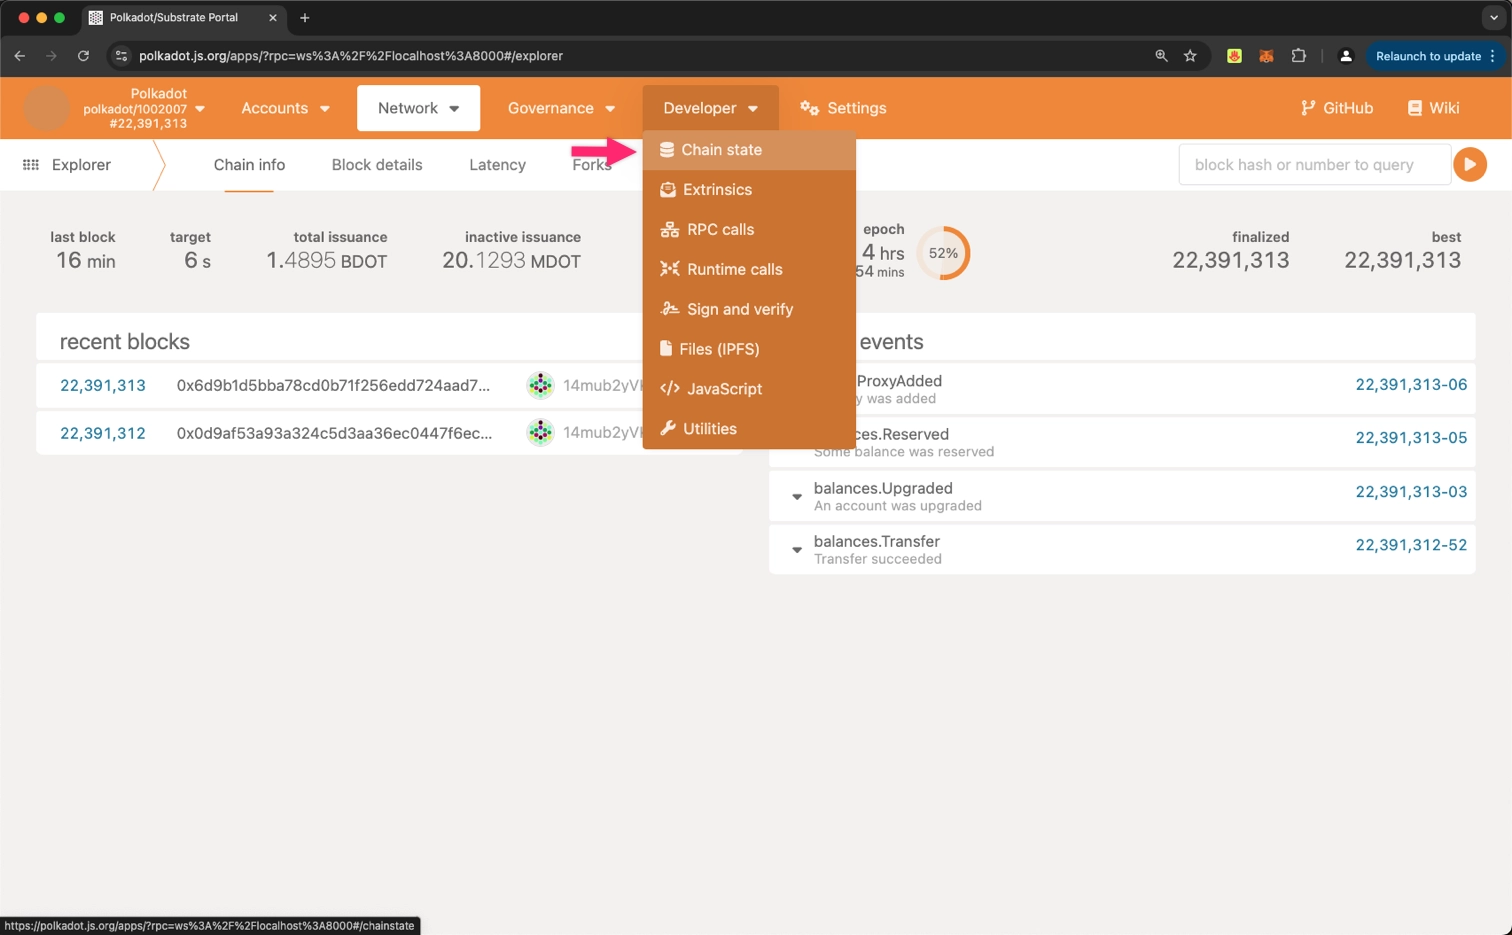 Polkadot/Substrate Portal
polkadot.js.org/apps/?rpc=ws%3A%2F%2Flocalhost%3A8000#/explorer
Relaunch to update
Polkadot
polkadot/1002007
#22,391,313
Accounts
Network
Governance
Developer
Settings
GitHub
Wiki
Explorer
Chain info
Block details
Latency
Forks
block hash or number to query
Chain state
Extrinsics
RPC calls
Runtime calls
Sign and verify
Files (IPFS)
JavaScript
Utilities
last block
16 min
target
6 s
total issuance
1.4895 BDOT
inactive issuance
20.1293 MDOT
epoch
4 hrs
54 mins
52%
finalized
22,391,313
best
22,391,313
recent blocks
22,391,313 0x6d9b1d5bba78cd0b71f256edd724aad7... 14mub2yV
22,391,312 0x0d9af53a93a324c5d3aa36ec0447f6ec... 14mub2yV
events
ProxyAdded 22,391,313-06
y was added
ces.Reserved 22,391,313-05
Some balance was reserved
balances.Upgraded 22,391,313-03
An account was upgraded
balances.Transfer 22,391,312-52
Transfer succeeded
https://polkadot.js.org/apps/?rpc=ws%3A%2F%2Flocalhost%3A8000#/chainstate